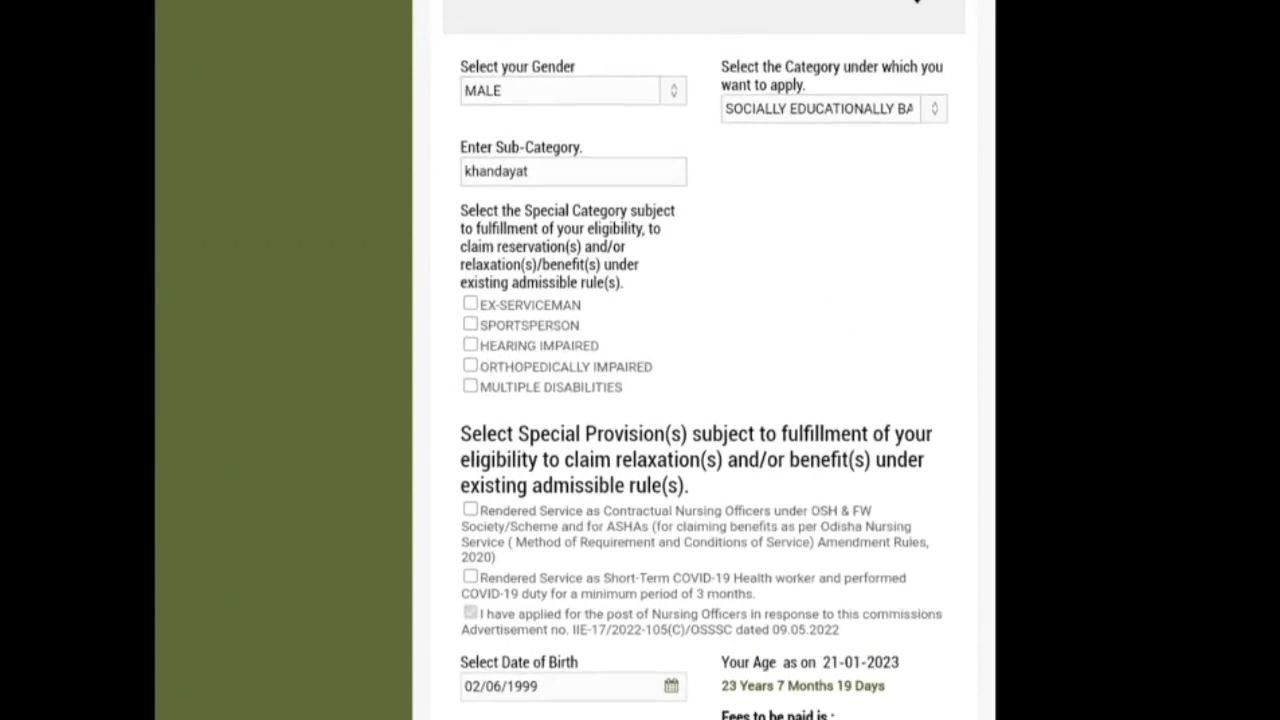 Select your Gender
MALE
Select the Category under which you
want to apply.
SOCIALLY EDUCATIONALLY BA
Enter Sub-Category.
khandayat
Select the Special Category subject
to fulfillment of your eligibility, to
claim reservation(s) and/or
relaxation(s)/benefit(s) under
existing admissible rule(s).
EX-SERVICEMAN
SPORTSPERSON
HEARING IMPAIRED
ORTHOPEDICALLY IMPAIRED
MULTIPLE DISABILITIES
Select Special Provision(s) subject to fulfillment of your
eligibility to claim relaxation(s) and/or benefit(s) under
existing admissible rule(s).
Rendered Service as Contractual Nursing Officers under OSH & FW
Society/Scheme and for ASHAs (for claiming benefits as per Odisha Nursing
Service ( Method of Requirement and Conditions of Service) Amendment Rules,
2020)
Rendered Service as Short-Term COVID-19 Health worker and performed
COVID-19 duty for a minimum period of 3 months.
I have applied for the post of Nursing Officers in response to this commissions
Advertisement no. IIE-17/2022-105(C)/OSSSC dated 09.05.2022
Select Date of Birth
02/06/1999
Your Age as on 21-01-2023
23 Years 7 Months 19 Days
Fees to be paid is :